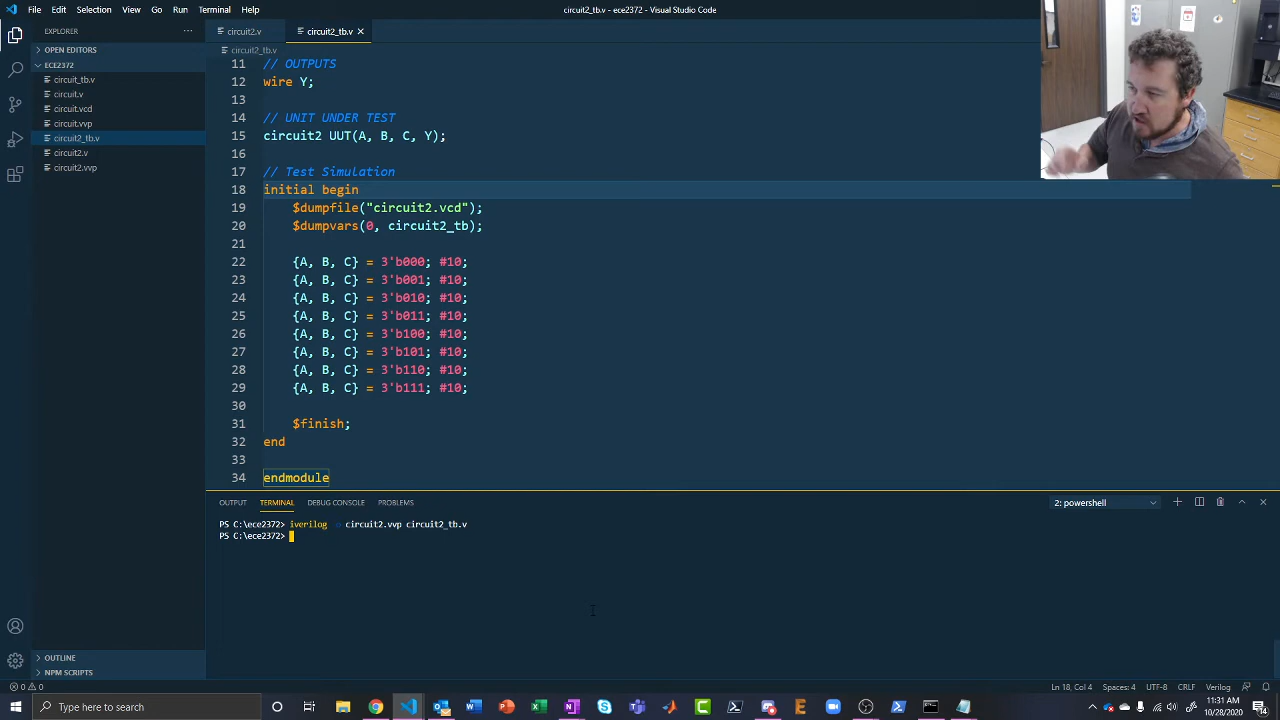 File Edit Selection View Go Run Terminal Help
circuit2_tb.v - ece2372 - Visual Studio Code
EXPLORER
OPEN EDITORS
ECE2372
circuit_tb.v
circuit.v
circuit.vcd
circuit.vvp
circuit2_tb.v
circuit2.v
circuit2.vvp
OUTLINE
NPM SCRIPTS
circuit2.v circuit2_tb.v
circuit2_tb.v
11 // OUTPUTS
12 wire Y;
13
14 // UNIT UNDER TEST
15 circuit2 UUT(A, B, C, Y);
16
17 // Test Simulation
18 initial begin
19 $dumpfile("circuit2.vcd");
20 $dumpvars(0, circuit2_tb);
21
22 {A, B, C} = 3'b000; #10;
23 {A, B, C} = 3'b001; #10;
24 {A, B, C} = 3'b010; #10;
25 {A, B, C} = 3'b011; #10;
26 {A, B, C} = 3'b100; #10;
27 {A, B, C} = 3'b101; #10;
28 {A, B, C} = 3'b110; #10;
29 {A, B, C} = 3'b111; #10;
30
31 $finish;
32 end
33
34 endmodule
OUTPUT TERMINAL DEBUG CONSOLE PROBLEMS
2: powershell
PS C:\ece2372> iverilog -o circuit2.vvp circuit2_tb.v
PS C:\ece2372>
0 0
Ln 18, Col 4 Spaces: 4 UTF-8 CRLF Verilog
Type here to search
11:31 AM
10/28/2020